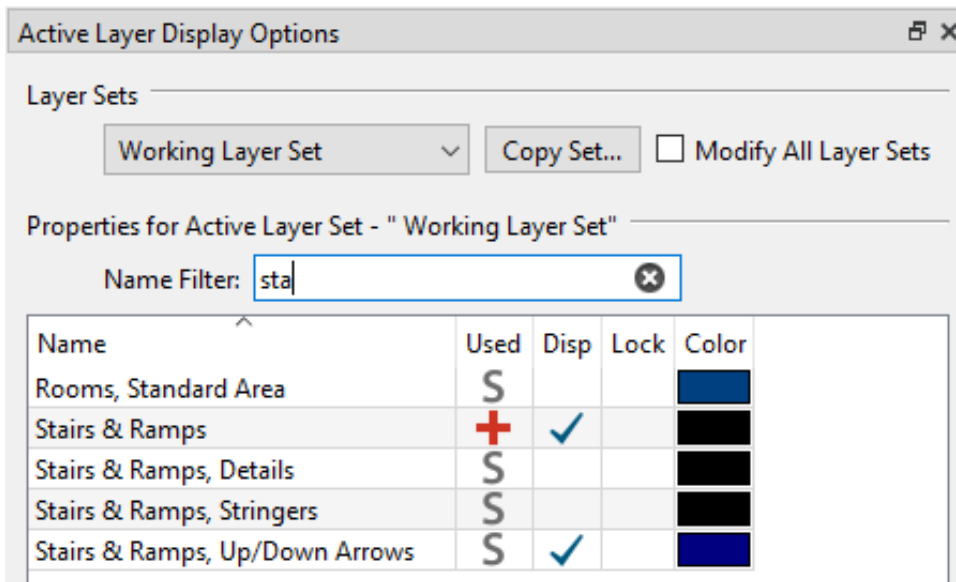 Active Layer Display Options
Layer Sets
Working Layer Set Copy Set... Modify All Layer Sets
Properties for Active Layer Set - " Working Layer Set"
Name Filter: sta
Name Used Disp Lock Color
Rooms, Standard Area S
Stairs & Ramps
Stairs & Ramps, Details S
Stairs & Ramps, Stringers S
Stairs & Ramps, Up/Down Arrows S